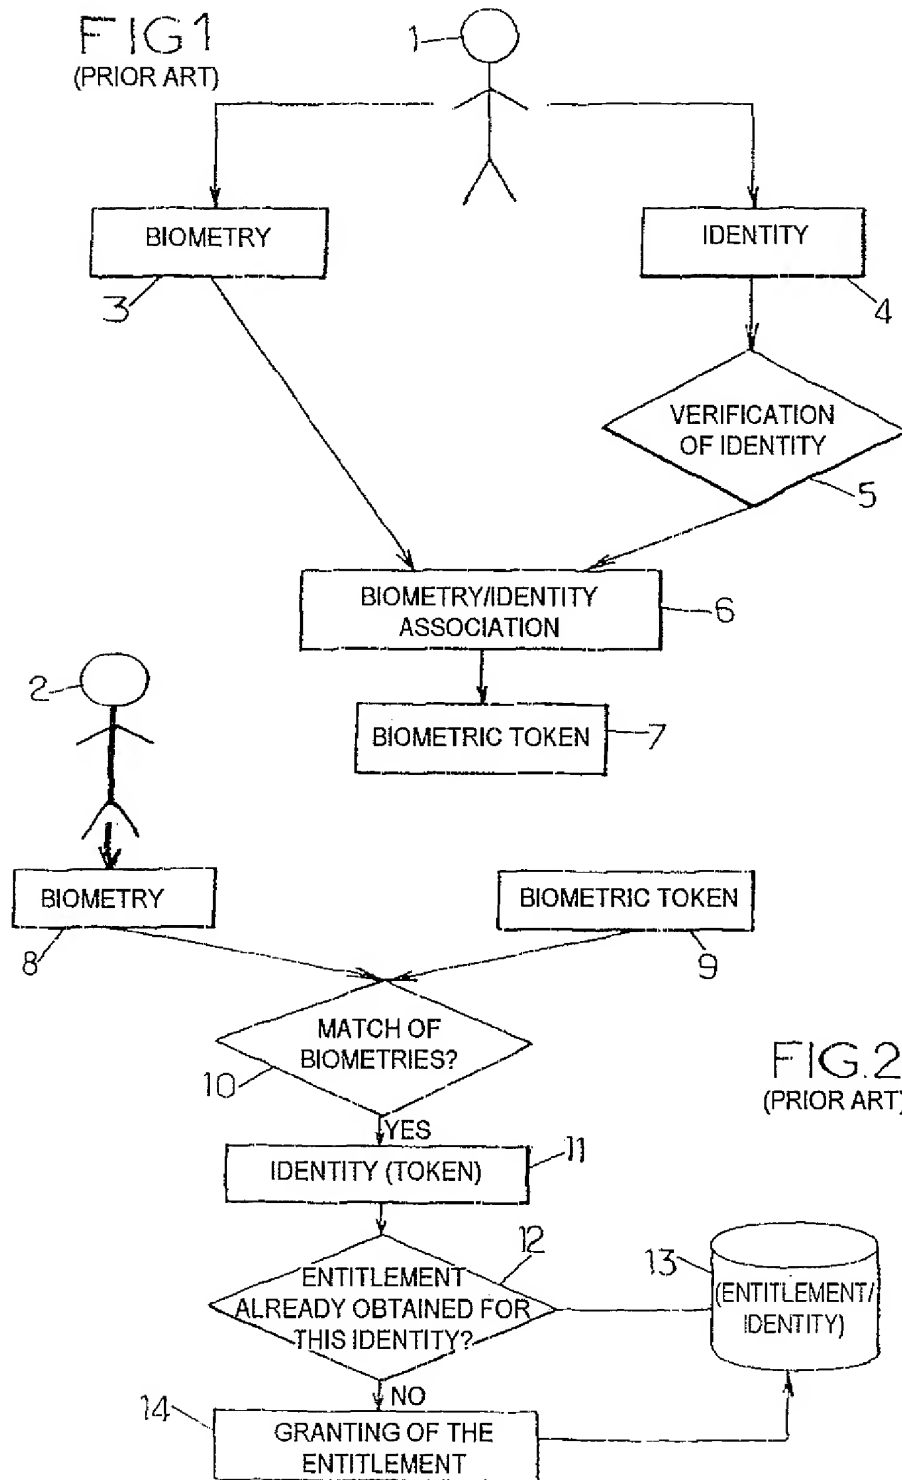 FIG1
(PRIOR ART)
1
BIOMETRY
IDENTITY
3
4
VERIFICATION
OF IDENTITY
5
BIOMETRY/IDENTITY
ASSOCIATION
6
2
BIOMETRIC TOKEN
7
BIOMETRY
BIOMETRIC TOKEN
8
9
MATCH OF
BIOMETRIES?
10
FIG.2
(PRIOR ART)
YES
IDENTITY (TOKEN)
11
12
ENTITLEMENT
ALREADY OBTAINED FOR
THIS IDENTITY?
13
(ENTITLEMENT/
IDENTITY)
NO
14
GRANTING OF THE
ENTITLEMENT